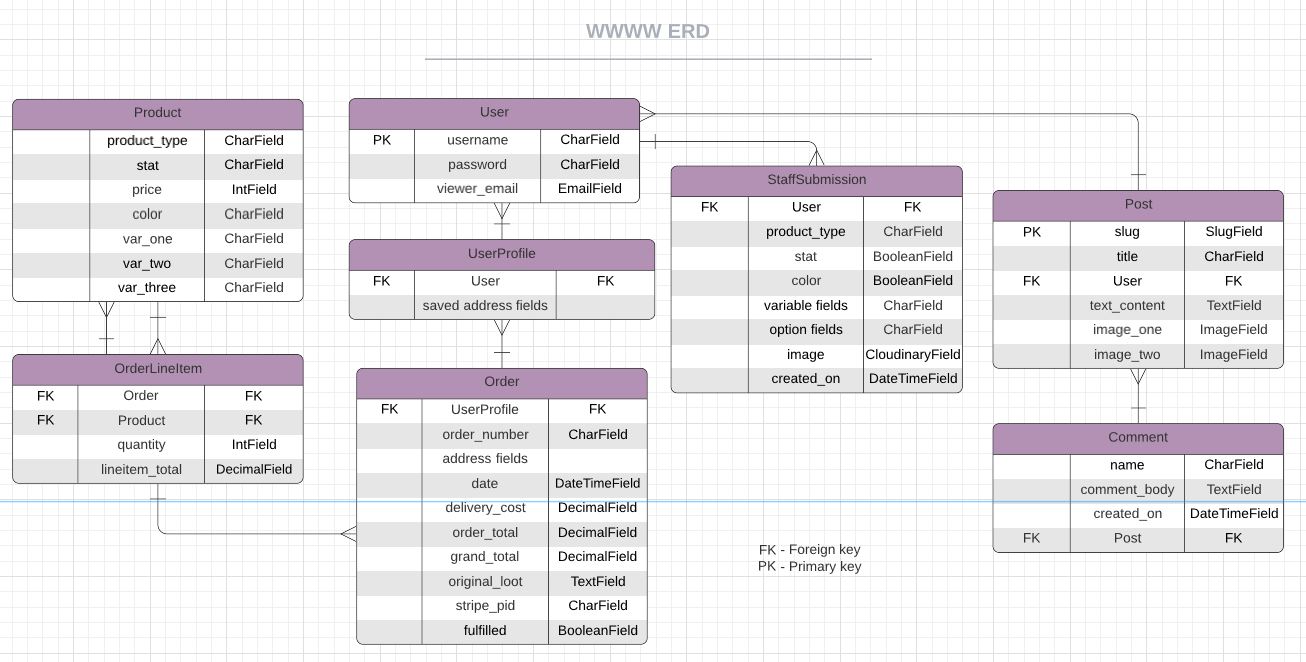 WWWW ERD
Product
product_type CharField
stat CharField
price IntField
color CharField
var_one CharField
var_two CharField
var_three CharField
OrderLineItem
FK Order FK
FK Product FK
quantity IntField
lineitem_total DecimalField
User
PK username CharField
password CharField
viewer_email EmailField
UserProfile
FK User FK
saved address fields
Order
FK UserProfile FK
order_number CharField
address fields
date DateTimeField
delivery_cost DecimalField
order_total DecimalField
grand_total DecimalField
original_loot TextField
stripe_pid CharField
fulfilled BooleanField
StaffSubmission
FK User FK
product_type CharField
stat BooleanField
color BooleanField
variable fields CharField
option fields CharField
image CloudinaryField
created_on DateTimeField
FK - Foreign key
PK - Primary key
Post
PK slug SlugField
title CharField
FK User FK
text_content TextField
image_one ImageField
image_two ImageField
Comment
name CharField
comment_body TextField
created_on DateTimeField
FK Post FK